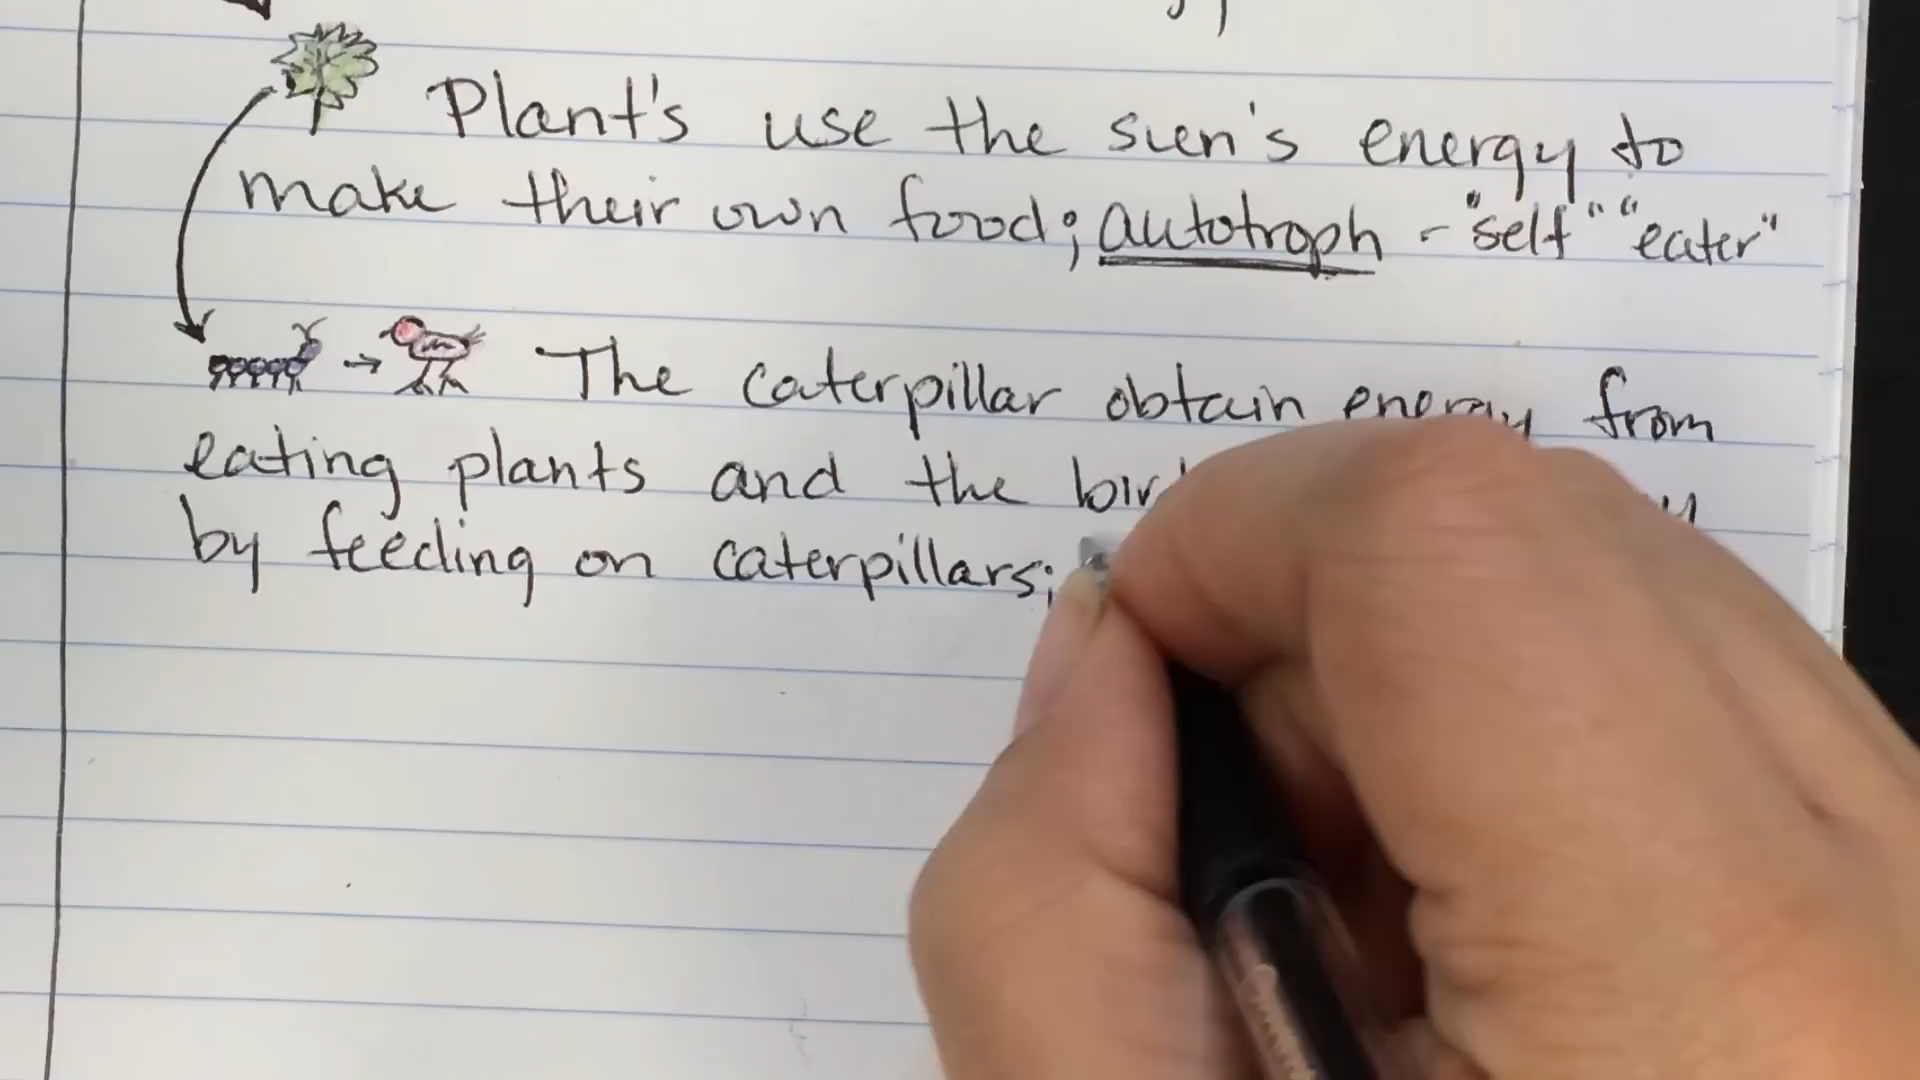 Plant's use the sun's energy to
make their own food; autotroph - "self" "eater"
The caterpillar obtain energy from
eating plants and the bird
by feeding on caterpillars;